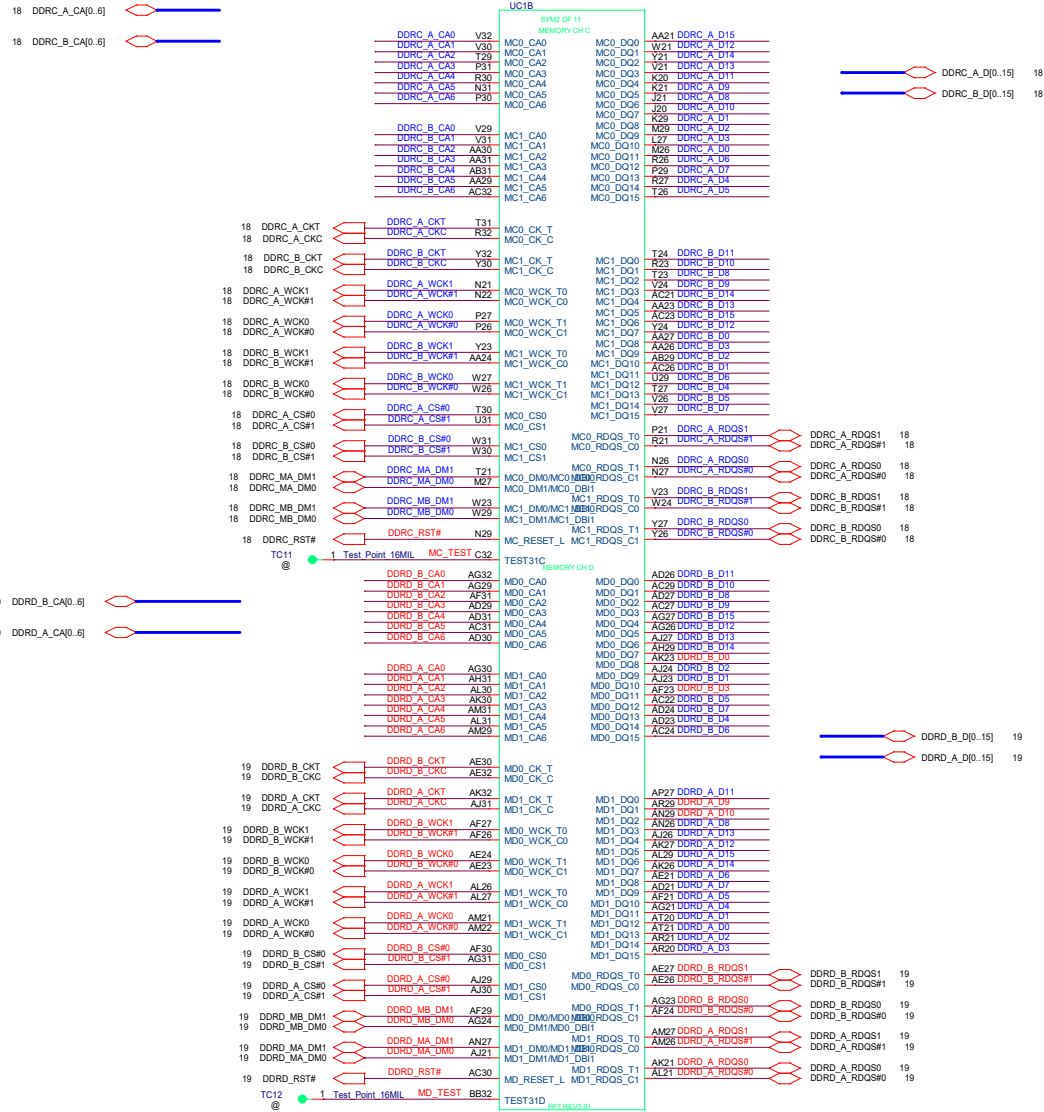 UC1B
SYM2 OF 11
MEMORY CH C
18 DDRC_A_CA[0..6]
18 DDRC_B_CA[0..6]
DDRC_A_CA0 V32 MC0_CA0 MC0_DQ0 AA21 DDRC_A_D15
DDRC_A_CA1 V30 MC0_CA1 MC0_DQ1 W21 DDRC_A_D12
DDRC_A_CA2 T29 MC0_CA2 MC0_DQ2 Y21 DDRC_A_D14
DDRC_A_CA3 P31 MC0_CA3 MC0_DQ3 V21 DDRC_A_D13
DDRC_A_CA4 R30 MC0_CA4 MC0_DQ4 K20 DDRC_A_D11
DDRC_A_CA5 N31 MC0_CA5 MC0_DQ5 K21 DDRC_A_D9
DDRC_A_CA6 P30 MC0_CA6 MC0_DQ6 J21 DDRC_A_D8
MC0_DQ7 J20 DDRC_A_D10
MC0_DQ8 K29 DDRC_A_D1
DDRC_B_CA0 V29 MC1_CA0 MC0_DQ9 M29 DDRC_A_D2
DDRC_B_CA1 V31 MC1_CA1 MC0_DQ10 L27 DDRC_A_D3
DDRC_B_CA2 AA30 MC1_CA2 MC0_DQ11 M26 DDRC_A_D0
DDRC_B_CA3 AA31 MC1_CA3 MC0_DQ12 R26 DDRC_A_D6
DDRC_B_CA4 AB31 MC1_CA4 MC0_DQ13 P29 DDRC_A_D7
DDRC_B_CA5 AA29 MC1_CA5 MC0_DQ14 R27 DDRC_A_D4
DDRC_B_CA6 AC32 MC1_CA6 MC0_DQ15 T26 DDRC_A_D5
DDRC_A_D[0..15] 18
DDRC_B_D[0..15] 18
18 DDRC_A_CKT DDRC_A_CKT T31 MC0_CK_T
18 DDRC_A_CKC DDRC_A_CKC R32 MC0_CK_C
18 DDRC_B_CKT DDRC_B_CKT Y32 MC1_CK_T MC1_DQ0 T24 DDRC_B_D11
18 DDRC_B_CKC DDRC_B_CKC Y30 MC1_CK_C MC1_DQ1 R23 DDRC_B_D10
MC1_DQ2 T23 DDRC_B_D8
18 DDRC_A_WCK1 DDRC_A_WCK1 N21 MC0_WCK_T0 MC1_DQ3 V24 DDRC_B_D9
18 DDRC_A_WCK#1 DDRC_A_WCK#1 N22 MC0_WCK_C0 MC1_DQ4 AC21 DDRC_B_D14
MC1_DQ5 AA23 DDRC_B_D13
18 DDRC_A_WCK0 DDRC_A_WCK0 P27 MC0_WCK_T1 MC1_DQ6 AC23 DDRC_B_D15
18 DDRC_A_WCK#0 DDRC_A_WCK#0 P26 MC0_WCK_C1 MC1_DQ7 Y24 DDRC_B_D12
MC1_DQ8 AA27 DDRC_B_D0
18 DDRC_B_WCK1 DDRC_B_WCK1 Y23 MC1_WCK_T0 MC1_DQ9 AA26 DDRC_B_D3
18 DDRC_B_WCK#1 DDRC_B_WCK#1 AA24 MC1_WCK_C0 MC1_DQ10 AB29 DDRC_B_D2
MC1_DQ11 AC26 DDRC_B_D1
18 DDRC_B_WCK0 DDRC_B_WCK0 W27 MC1_WCK_T1 MC1_DQ12 U29 DDRC_B_D6
18 DDRC_B_WCK#0 DDRC_B_WCK#0 W26 MC1_WCK_C1 MC1_DQ13 T27 DDRC_B_D4
MC1_DQ14 V26 DDRC_B_D5
18 DDRC_A_CS#0 DDRC_A_CS#0 T30 MC0_CS0 MC1_DQ15 V27 DDRC_B_D7
18 DDRC_A_CS#1 DDRC_A_CS#1 U31 MC0_CS1
MC0_RDQS_T0 P21 DDRC_A_RDQS1 DDRC_A_RDQS1 18
18 DDRC_B_CS#0 DDRC_B_CS#0 W31 MC1_CS0 MC0_RDQS_C0 R21 DDRC_A_RDQS#1 DDRC_A_RDQS#1 18
18 DDRC_B_CS#1 DDRC_B_CS#1 W30 MC1_CS1
MC0_RDQS_T1 N26 DDRC_A_RDQS0 DDRC_A_RDQS0 18
18 DDRC_MA_DM1 DDRC_MA_DM1 T21 MC0_DM0/MC0_DBI0 MC0_RDQS_C1 N27 DDRC_A_RDQS#0 DDRC_A_RDQS#0 18
18 DDRC_MA_DM0 DDRC_MA_DM0 M27 MC0_DM1/MC0_DBI1
MC1_RDQS_T0 V23 DDRC_B_RDQS1 DDRC_B_RDQS1 18
18 DDRC_MB_DM1 DDRC_MB_DM1 W23 MC1_DM0/MC1_DBI0 MC1_RDQS_C0 W24 DDRC_B_RDQS#1 DDRC_B_RDQS#1 18
18 DDRC_MB_DM0 DDRC_MB_DM0 W29 MC1_DM1/MC1_DBI1
MC1_RDQS_T1 Y27 DDRC_B_RDQS0 DDRC_B_RDQS0 18
18 DDRC_RST# DDRC_RST# N29 MC_RESET_L MC1_RDQS_C1 Y26 DDRC_B_RDQS#0 DDRC_B_RDQS#0 18
TC11 1 Test_Point_16MIL MC_TEST C32 TEST31C
@
MEMORY CH D
DDRD_B_CA[0..6]
DDRD_A_CA[0..6]
DDRD_B_CA0 AG32 MD0_CA0 MD0_DQ0 AD26 DDRD_B_D11
DDRD_B_CA1 AG29 MD0_CA1 MD0_DQ1 AC29 DDRD_B_D10
DDRD_B_CA2 AF31 MD0_CA2 MD0_DQ2 AD27 DDRD_B_D8
DDRD_B_CA3 AD29 MD0_CA3 MD0_DQ3 AC27 DDRD_B_D9
DDRD_B_CA4 AD31 MD0_CA4 MD0_DQ4 AG27 DDRD_B_D15
DDRD_B_CA5 AC31 MD0_CA5 MD0_DQ5 AG26 DDRD_B_D12
DDRD_B_CA6 AD30 MD0_CA6 MD0_DQ6 AJ27 DDRD_B_D13
MD0_DQ7 AH29 DDRD_B_D14
MD0_DQ8 AK23 DDRD_B_D0
DDRD_A_CA0 AG30 MD1_CA0 MD0_DQ9 AJ24 DDRD_B_D2
DDRD_A_CA1 AH31 MD1_CA1 MD0_DQ10 AJ23 DDRD_B_D1
DDRD_A_CA2 AL30 MD1_CA2 MD0_DQ11 AF23 DDRD_B_D3
DDRD_A_CA3 AK30 MD1_CA3 MD0_DQ12 AC22 DDRD_B_D5
DDRD_A_CA4 AM31 MD1_CA4 MD0_DQ13 AD24 DDRD_B_D7
DDRD_A_CA5 AL31 MD1_CA5 MD0_DQ14 AD23 DDRD_B_D4
DDRD_A_CA6 AM29 MD1_CA6 MD0_DQ15 AC24 DDRD_B_D6
DDRD_B_D[0..15] 19
DDRD_A_D[0..15] 19
19 DDRD_B_CKT DDRD_B_CKT AE30 MD0_CK_T
19 DDRD_B_CKC DDRD_B_CKC AE32 MD0_CK_C
19 DDRD_A_CKT DDRD_A_CKT AK32 MD1_CK_T MD1_DQ0 AP27 DDRD_A_D11
19 DDRD_A_CKC DDRD_A_CKC AJ31 MD1_CK_C MD1_DQ1 AR29 DDRD_A_D9
MD1_DQ2 AN29 DDRD_A_D10
19 DDRD_B_WCK1 DDRD_B_WCK1 AF27 MD0_WCK_T0 MD1_DQ3 AN26 DDRD_A_D8
19 DDRD_B_WCK#1 DDRD_B_WCK#1 AF26 MD0_WCK_C0 MD1_DQ4 AJ26 DDRD_A_D13
MD1_DQ5 AK27 DDRD_A_D12
19 DDRD_B_WCK0 DDRD_B_WCK0 AE24 MD0_WCK_T1 MD1_DQ6 AL29 DDRD_A_D15
19 DDRD_B_WCK#0 DDRD_B_WCK#0 AE23 MD0_WCK_C1 MD1_DQ7 AK26 DDRD_A_D14
MD1_DQ8 AE21 DDRD_A_D6
19 DDRD_A_WCK1 DDRD_A_WCK1 AL26 MD1_WCK_T0 MD1_DQ9 AD21 DDRD_A_D7
19 DDRD_A_WCK#1 DDRD_A_WCK#1 AL27 MD1_WCK_C0 MD1_DQ10 AF21 DDRD_A_D5
MD1_DQ11 AG21 DDRD_A_D4
19 DDRD_A_WCK0 DDRD_A_WCK0 AM21 MD1_WCK_T1 MD1_DQ12 AT20 DDRD_A_D1
19 DDRD_A_WCK#0 DDRD_A_WCK#0 AM22 MD1_WCK_C1 MD1_DQ13 AT21 DDRD_A_D0
MD1_DQ14 AR21 DDRD_A_D2
19 DDRD_B_CS#0 DDRD_B_CS#0 AF30 MD0_CS0 MD1_DQ15 AR20 DDRD_A_D3
19 DDRD_B_CS#1 DDRD_B_CS#1 AG31 MD0_CS1
MD0_RDQS_T0 AE27 DDRD_B_RDQS1 DDRD_B_RDQS1 19
19 DDRD_A_CS#0 DDRD_A_CS#0 AJ29 MD1_CS0 MD0_RDQS_C0 AE26 DDRD_B_RDQS#1 DDRD_B_RDQS#1 19
19 DDRD_A_CS#1 DDRD_A_CS#1 AJ30 MD1_CS1
MD0_RDQS_T1 AG23 DDRD_B_RDQS0 DDRD_B_RDQS0 19
19 DDRD_MB_DM1 DDRD_MB_DM1 AF29 MD0_DM0/MD0_DBI0 MD0_RDQS_C1 AF24 DDRD_B_RDQS#0 DDRD_B_RDQS#0 19
19 DDRD_MB_DM0 DDRD_MB_DM0 AG24 MD0_DM1/MD0_DBI1
MD1_RDQS_T0 AM27 DDRD_A_RDQS1 DDRD_A_RDQS1 19
19 DDRD_MA_DM1 DDRD_MA_DM1 AN27 MD1_DM0/MD1_DBI0 MD1_RDQS_C0 AM26 DDRD_A_RDQS#1 DDRD_A_RDQS#1 19
19 DDRD_MA_DM0 DDRD_MA_DM0 AJ21 MD1_DM1/MD1_DBI1
MD1_RDQS_T1 AK21 DDRD_A_RDQS0 DDRD_A_RDQS0 19
19 DDRD_RST# DDRD_RST# AC30 MD_RESET_L MD1_RDQS_C1 AL21 DDRD_A_RDQS#0 DDRD_A_RDQS#0 19
TC12 1 Test_Point_16MIL MD_TEST BB32 TEST31D
@
FP7 REV0.91